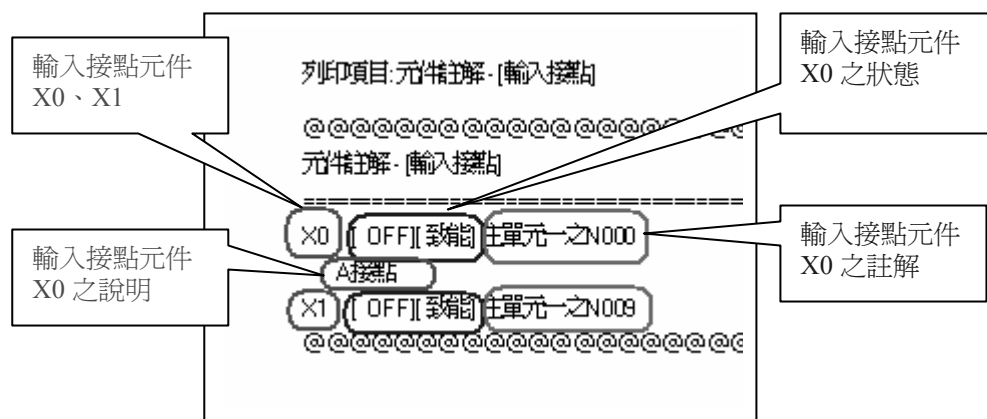 輸入接點元件
X0、X1
輸入接點元件
X0 之狀態
列印項目:元件註解 - [輸入接點]
@@@@@@@@@@@@@@@@@@@@
元件註解 - [輸入接點]
========================================
X0 [ OFF][ 致能] 主單元一之N000
A接點
X1 [ OFF][ 致能] 主單元一之N009
@@@@@@@@@@@@@@@@@@@@
輸入接點元件
X0 之說明
輸入接點元件
X0 之註解